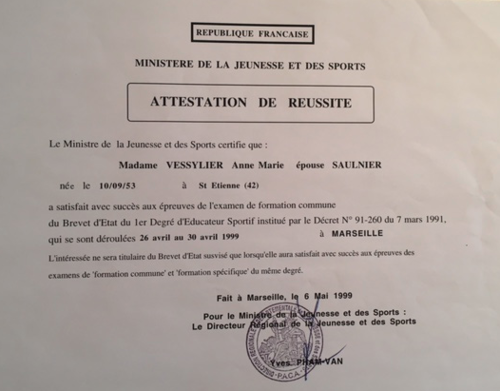 REPUBLIQUE FRANCAISE
MINISTERE DE LA JEUNESSE ET DES SPORTS
ATTESTATION DE REUSSITE
Le Ministre de la Jeunesse et des Sports certifie que :
Madame VESSYLIER Anne Marie épouse SAULNIER
née le 10/09/53 à St Etienne (42)
a satisfait avec succès aux épreuves de l'examen de formation commune
du Brevet d'Etat du 1er Degré d'Educateur Sportif institué par le Décret N° 91-260 du 7 mars 1991,
qui se sont déroulées 26 avril au 30 avril 1999 à MARSEILLE
L'intéressée ne sera titulaire du Brevet d'Etat susvisé que lorsqu'elle aura satisfait avec succès aux épreuves des
examens de 'formation commune' et 'formation spécifique' du même degré.
Fait à Marseille, le 6 Mai 1999
Pour le Ministre de la Jeunesse et des Sports :
Le Directeur Régional de la Jeunesse et des Sports
Yves PHAM-VAN
P.A.C.A.